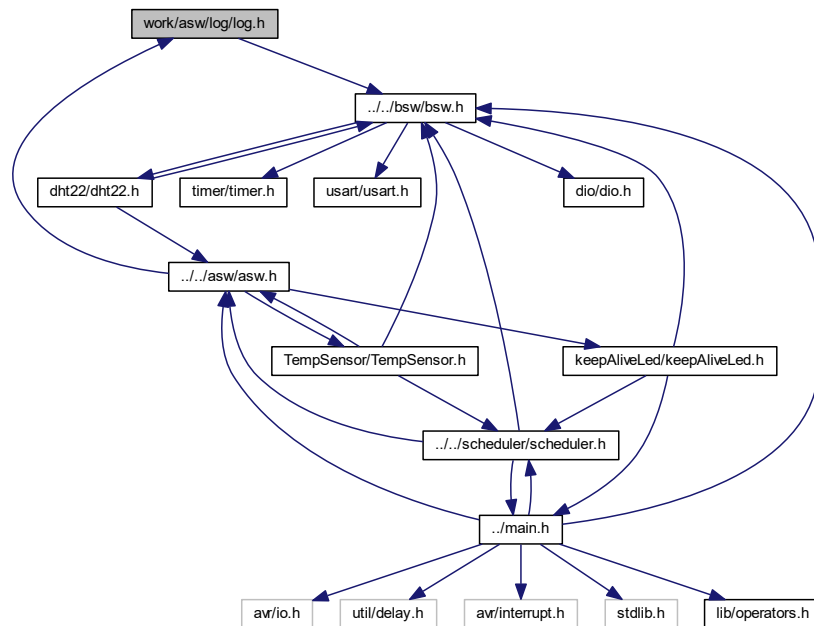 work/asw/log/log.h
../../bsw/bsw.h
dht22/dht22.h
timer/timer.h
usart/usart.h
dio/dio.h
../../asw/asw.h
TempSensor/TempSensor.h
keepAliveLed/keepAliveLed.h
../../scheduler/scheduler.h
../main.h
avr/io.h
util/delay.h
avr/interrupt.h
stdlib.h
lib/operators.h